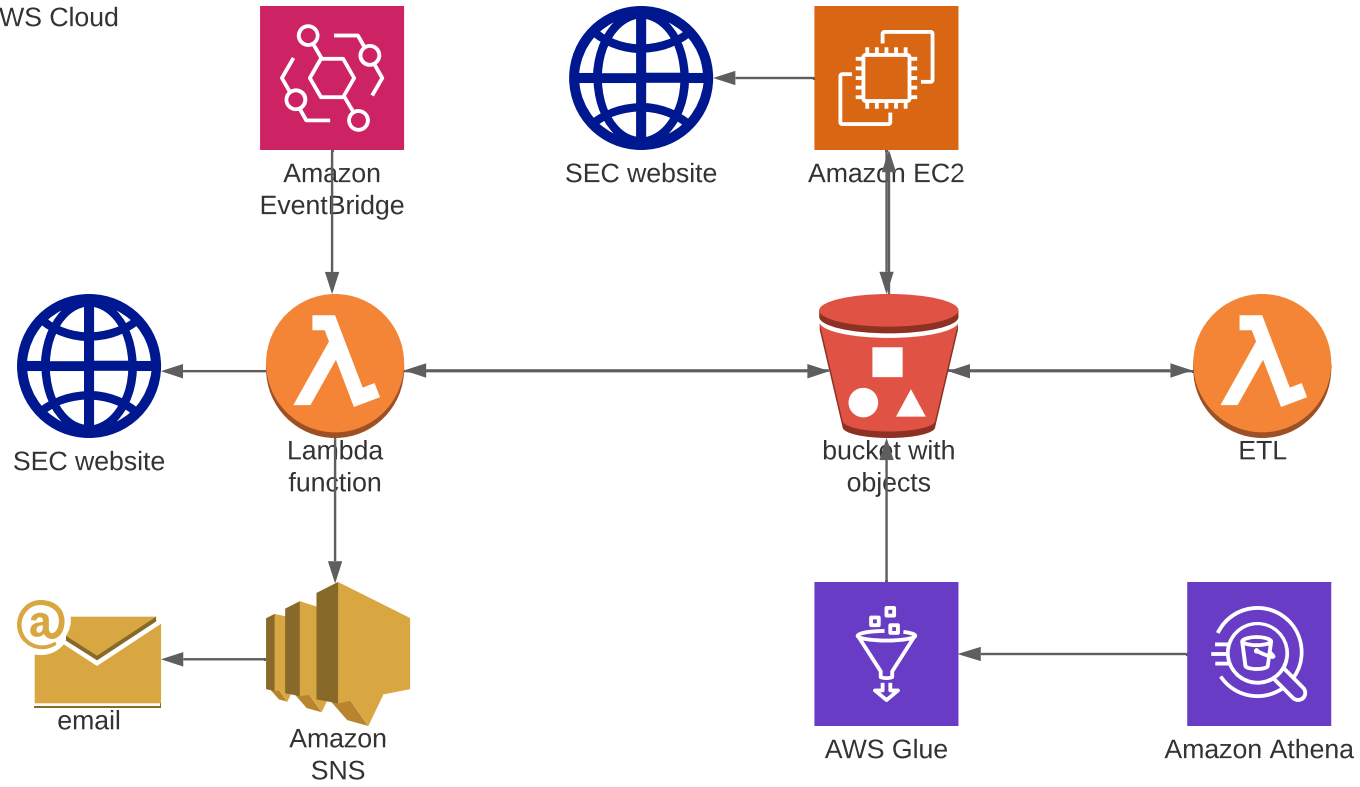 WS Cloud
Amazon
EventBridge
SEC website
Amazon EC2
SEC website
Lambda
function
bucket with
objects
ETL
@
email
Amazon
SNS
AWS Glue
Amazon Athena